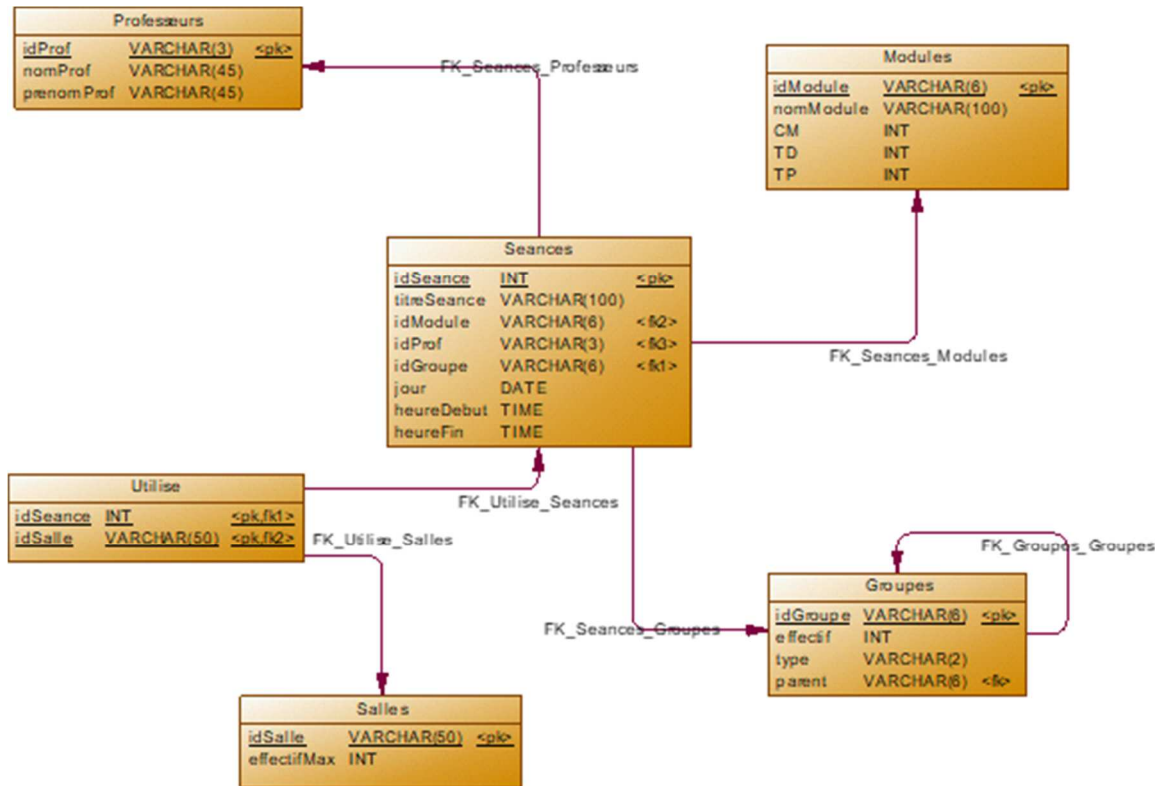 Professeurs
idProf VARCHAR(3) <pk>
nomProf VARCHAR(45)
prenomProf VARCHAR(45)
FK_Seances_Professeurs
Modules
idModule VARCHAR(6) <pk>
nomModule VARCHAR(100)
CM INT
TD INT
TP INT
Seances
idSeance INT <pk>
titreSeance VARCHAR(100)
idModule VARCHAR(6) <fk2>
idProf VARCHAR(3) <fk3>
idGroupe VARCHAR(6) <fk1>
jour DATE
heureDebut TIME
heureFin TIME
FK_Seances_Modules
Utilise
idSeance INT <pk,fk1>
idSalle VARCHAR(50) <pk,fk2>
FK_Utilise_Seances
FK_Utilise_Salles
FK_Groupes_Groupes
Groupes
idGroupe VARCHAR(6) <pk>
effectif INT
type VARCHAR(2)
parent VARCHAR(6) <fk>
FK_Seances_Groupes
Salles
idSalle VARCHAR(50) <pk>
effectifMax INT